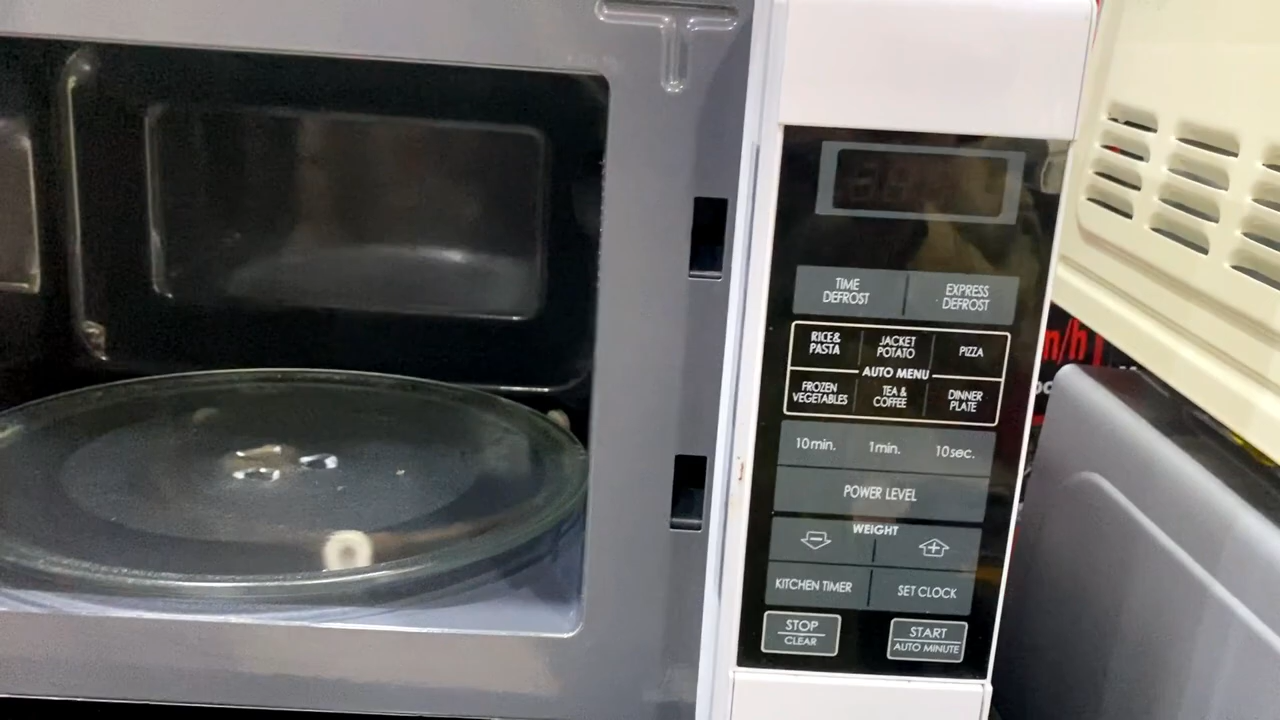 TIME
DEFROST
EXPRESS
DEFROST
RICE&
PASTA
JACKET
POTATO
PIZZA
AUTO MENU
FROZEN
VEGETABLES
TEA &
COFFEE
DINNER
PLATE
10min.
1min.
10sec.
POWER LEVEL
WEIGHT
KITCHEN TIMER
SET CLOCK
STOP
CLEAR
START
AUTO MINUTE
m/h